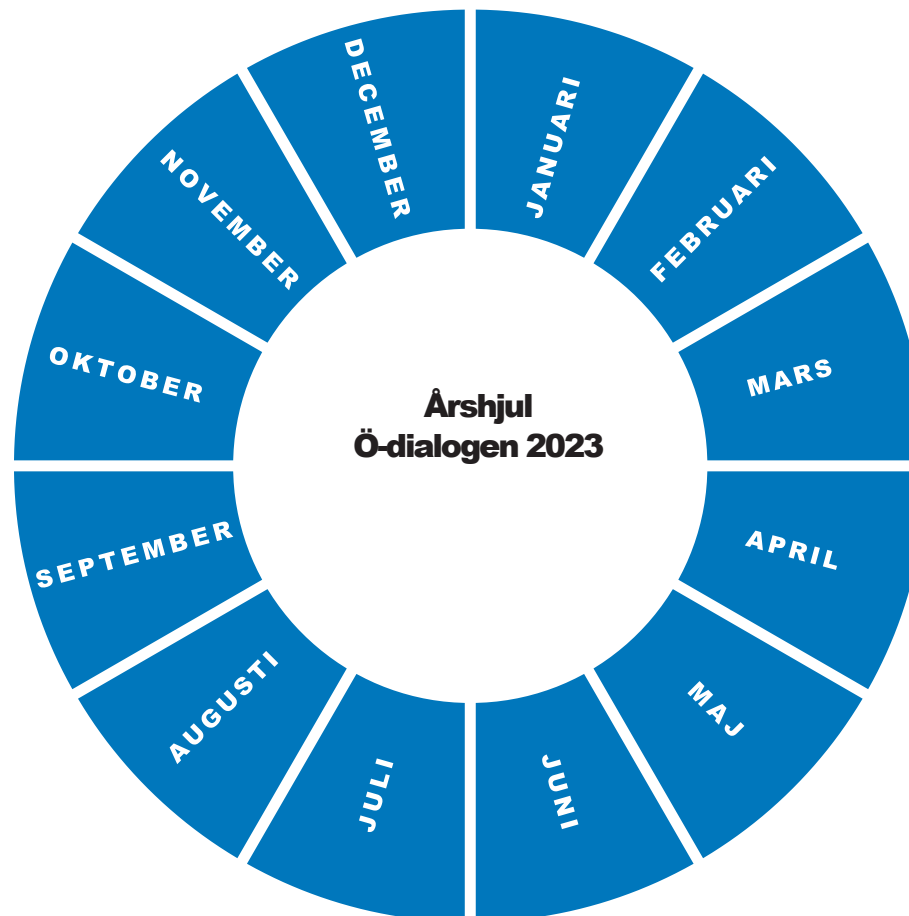 Årshjul
Ö-dialogen 2023
JANUARI
FEBRUARI
MARS
APRIL
MAJ
JUNI
JULI
AUGUSTI
SEPTEMBER
OKTOBER
NOVEMBER
DECEMBER